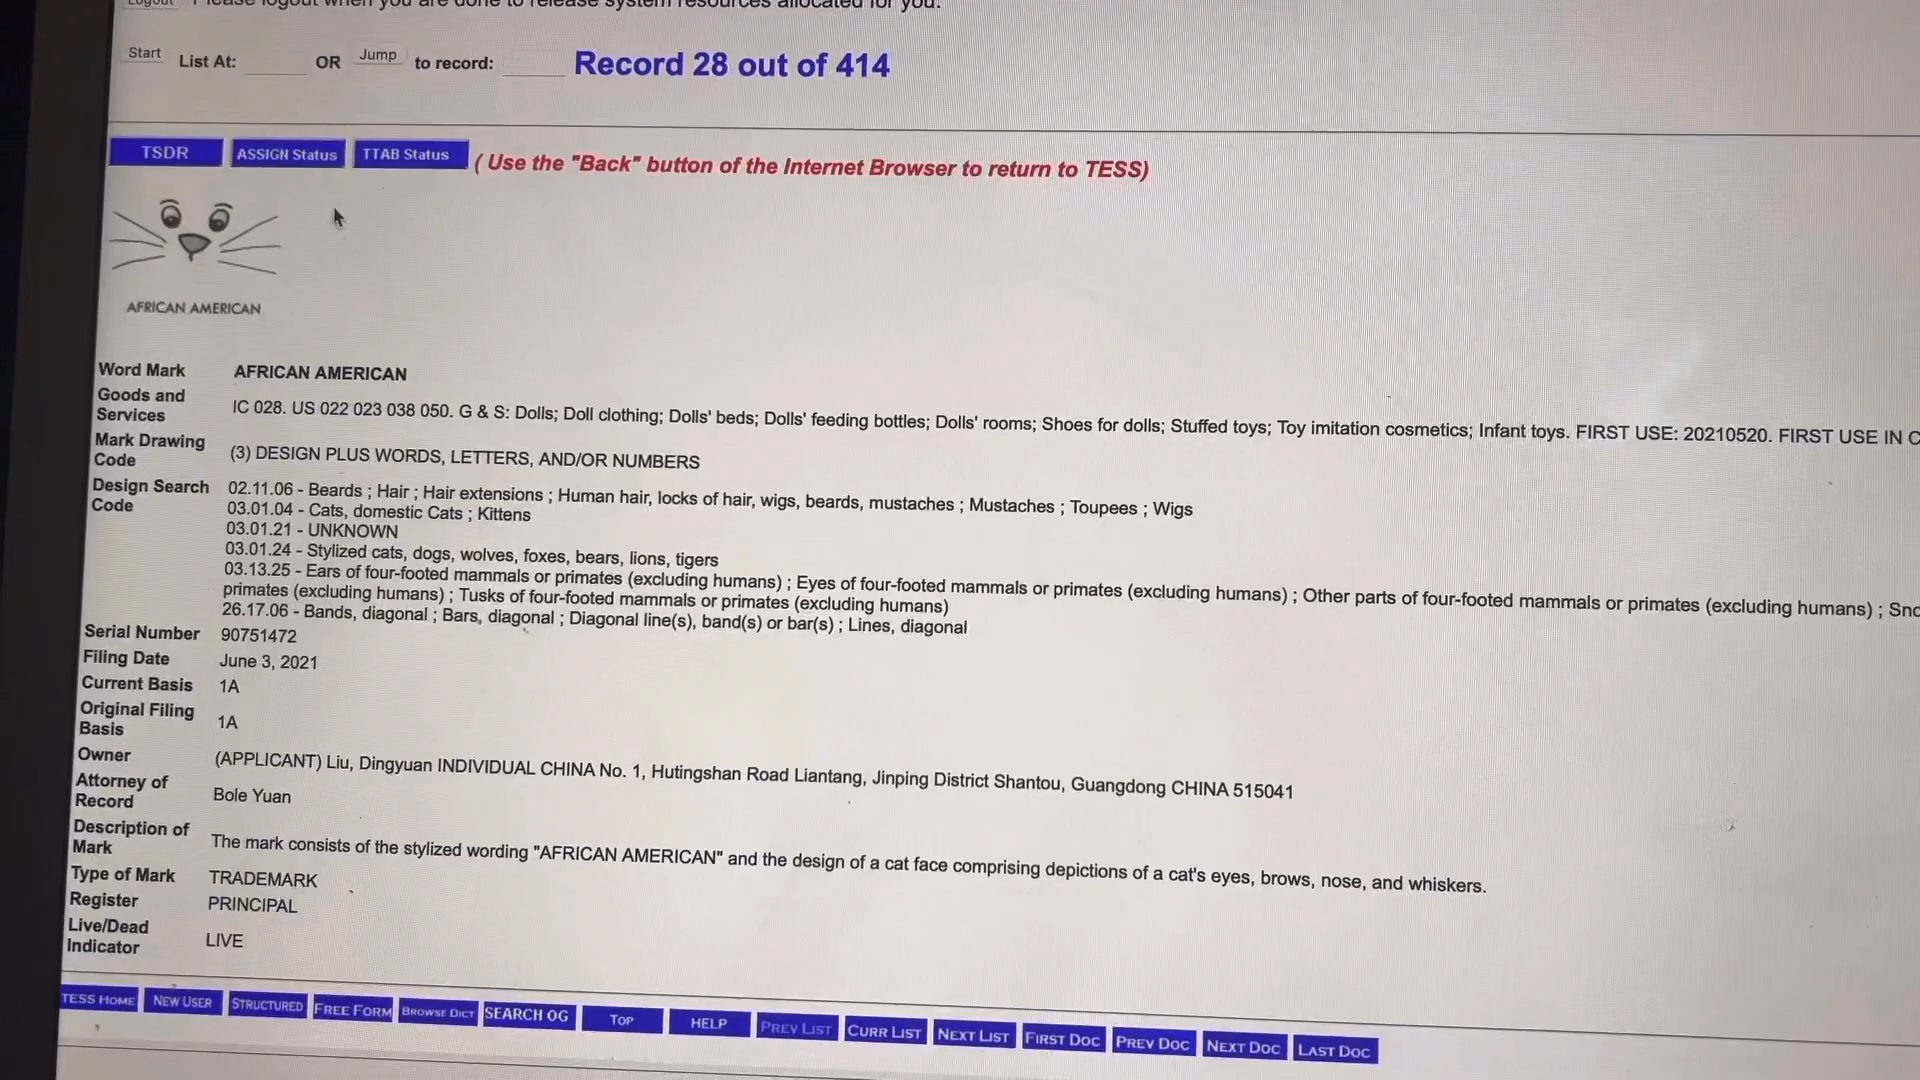 Logout Please logout when you are done to release system resources allocated for you.
Start List At: OR Jump to record: Record 28 out of 414
TSDR ASSIGN Status TTAB Status ( Use the "Back" button of the Internet Browser to return to TESS)
AFRICAN AMERICAN
Word Mark AFRICAN AMERICAN
Goods and Services IC 028. US 022 023 038 050. G & S: Dolls; Doll clothing; Dolls' beds; Dolls' feeding bottles; Dolls' rooms; Shoes for dolls; Stuffed toys; Toy imitation cosmetics; Infant toys. FIRST USE: 20210520. FIRST USE IN C
Mark Drawing Code (3) DESIGN PLUS WORDS, LETTERS, AND/OR NUMBERS
Design Search Code 02.11.06 - Beards ; Hair ; Hair extensions ; Human hair, locks of hair, wigs, beards, mustaches ; Mustaches ; Toupees ; Wigs
03.01.04 - Cats, domestic Cats ; Kittens
03.01.21 - UNKNOWN
03.01.24 - Stylized cats, dogs, wolves, foxes, bears, lions, tigers
03.13.25 - Ears of four-footed mammals or primates (excluding humans) ; Eyes of four-footed mammals or primates (excluding humans) ; Other parts of four-footed mammals or primates (excluding humans) ; Sno
primates (excluding humans) ; Tusks of four-footed mammals or primates (excluding humans)
26.17.06 - Bands, diagonal ; Bars, diagonal ; Diagonal line(s), band(s) or bar(s) ; Lines, diagonal
Serial Number 90751472
Filing Date June 3, 2021
Current Basis 1A
Original Filing Basis 1A
Owner (APPLICANT) Liu, Dingyuan INDIVIDUAL CHINA No. 1, Hutingshan Road Liantang, Jinping District Shantou, Guangdong CHINA 515041
Attorney of Record Bole Yuan
Description of Mark The mark consists of the stylized wording "AFRICAN AMERICAN" and the design of a cat face comprising depictions of a cat's eyes, brows, nose, and whiskers.
Type of Mark TRADEMARK
Register PRINCIPAL
Live/Dead Indicator LIVE
TESS HOME NEW USER STRUCTURED FREE FORM BROWSE DICT SEARCH OG TOP HELP PREV LIST CURR LIST NEXT LIST FIRST DOC PREV DOC NEXT DOC LAST DOC